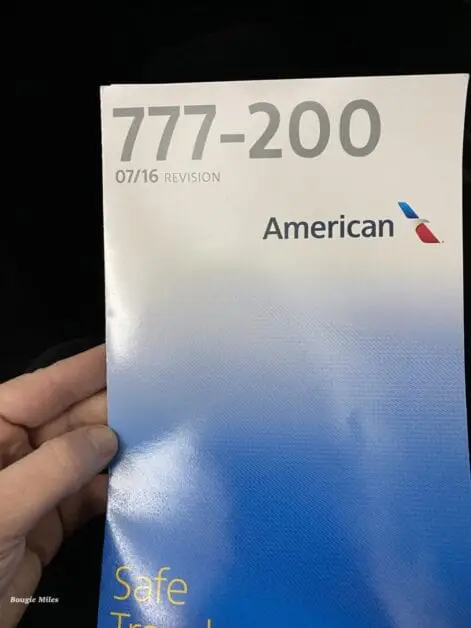 777-200
07/16 REVISION
American
Safe
Bougie Miles